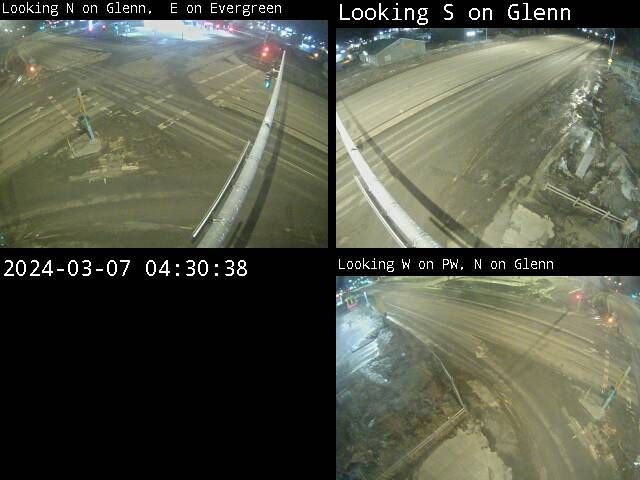 Looking N on Glenn,  E on Evergreen
Looking S on Glenn
2024-03-07 04:30:38
Looking W on PW, N on Glenn